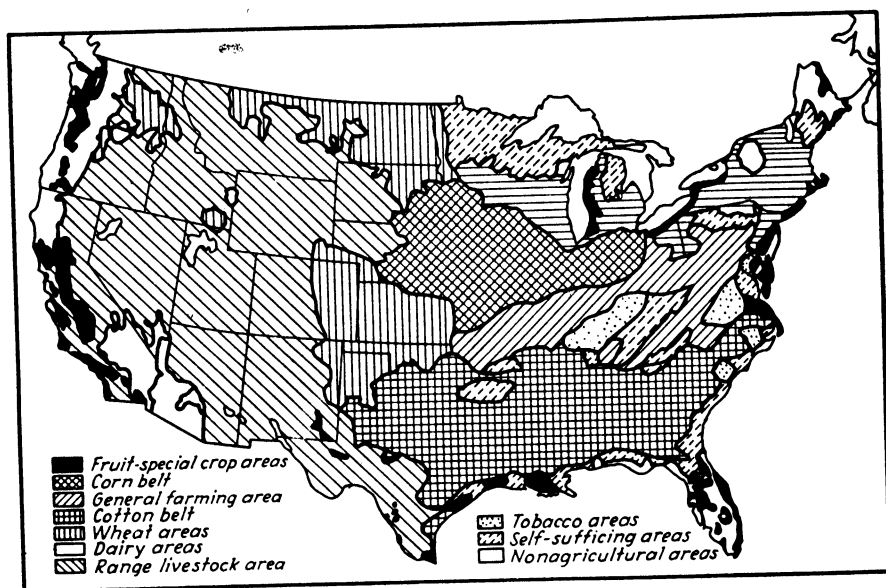 Fruit-special crop areas
Corn belt
General farming area
Cotton belt
Wheat areas
Dairy areas
Range livestock area
Tobacco areas
Self-sufficing areas
Nonagricultural areas